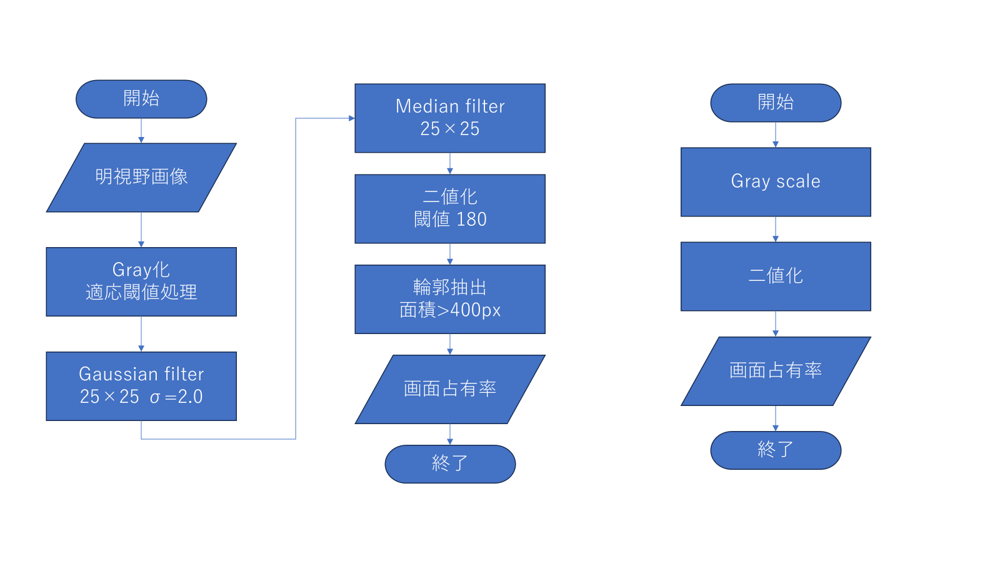 開始
明視野画像
Gray化
適応閾値処理
Gaussian filter
25×25 σ=2.0
Median filter
25×25
二値化
閾値 180
輪郭抽出
面積>400px
画面占有率
終了
開始
Gray scale
二値化
画面占有率
終了